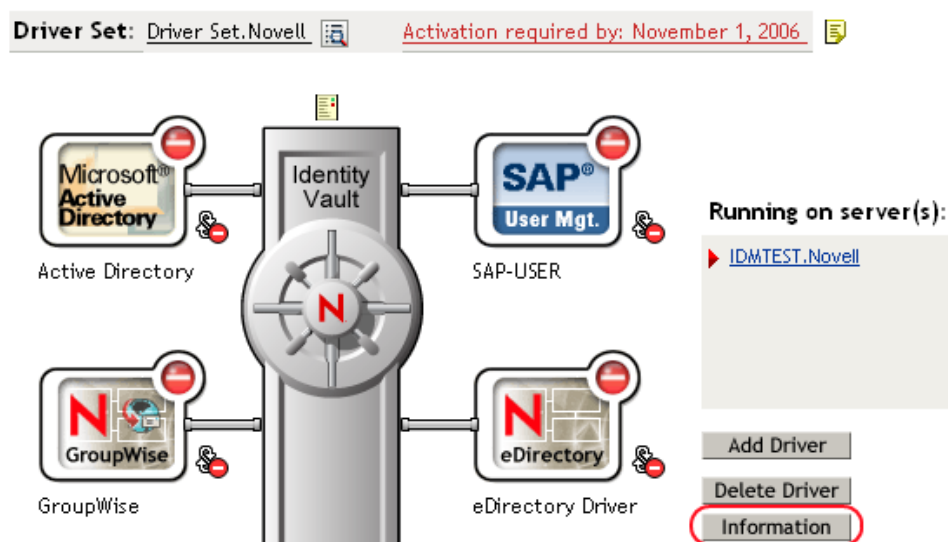 Driver Set: Driver Set.Novell Activation required by: November 1, 2006
Microsoft®
Active
Directory
Active Directory
Identity
Vault
SAP®
User Mgt.
SAP-USER
Running on server(s):
IDMTEST.Novell
N
N
GroupWise
GroupWise
N
eDirectory
eDirectory Driver
Add Driver
Delete Driver
Information